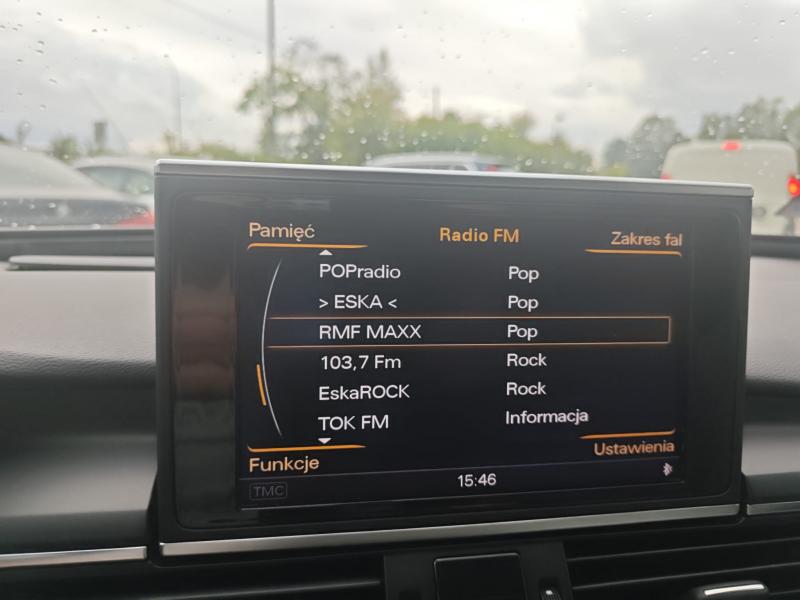 Pamięć Radio FM Zakres fal
POPradio Pop
> ESKA < Pop
RMF MAXX Pop
103,7 Fm Rock
EskaROCK Rock
TOK FM Informacja
Funkcje Ustawienia
TMC 15:46